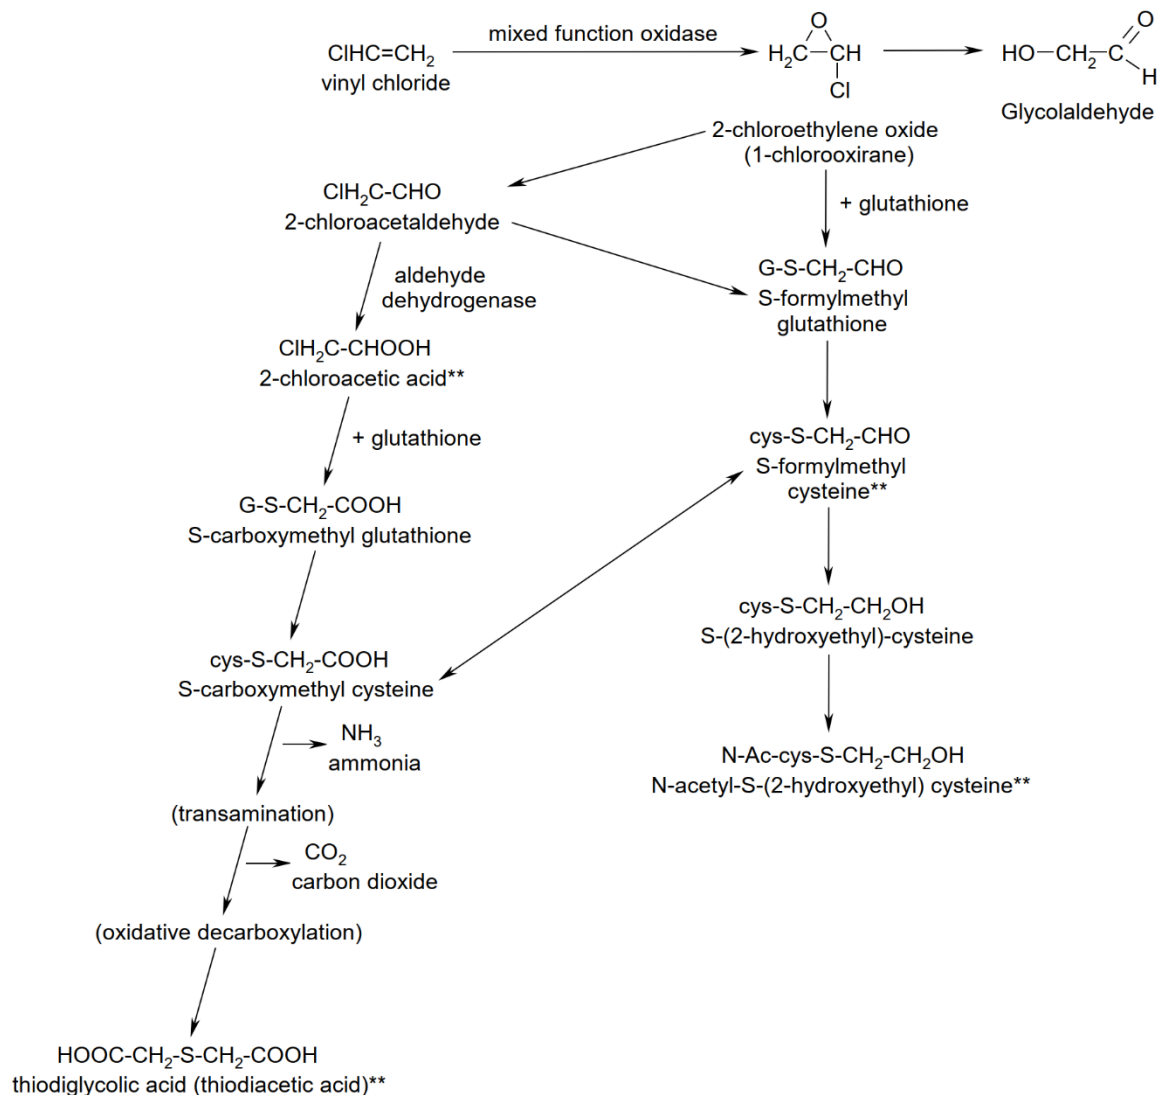 ClHC=CH₂
vinyl chloride
mixed function oxidase
O
H₂C—CH
Cl
2-chloroethylene oxide
(1-chlorooxirane)
O
HO—CH₂—C
H
Glycolaldehyde
ClH₂C-CHO
2-chloroacetaldehyde
+ glutathione
G-S-CH₂-CHO
S-formylmethyl
glutathione
aldehyde
dehydrogenase
ClH₂C-CHOOH
2-chloroacetic acid**
+ glutathione
cys-S-CH₂-CHO
S-formylmethyl
cysteine**
G-S-CH₂-COOH
S-carboxymethyl glutathione
cys-S-CH₂-CH₂OH
S-(2-hydroxyethyl)-cysteine
cys-S-CH₂-COOH
S-carboxymethyl cysteine
NH₃
ammonia
N-Ac-cys-S-CH₂-CH₂OH
N-acetyl-S-(2-hydroxyethyl) cysteine**
(transamination)
CO₂
carbon dioxide
(oxidative decarboxylation)
HOOC-CH₂-S-CH₂-COOH
thiodiglycolic acid (thiodiacetic acid)**